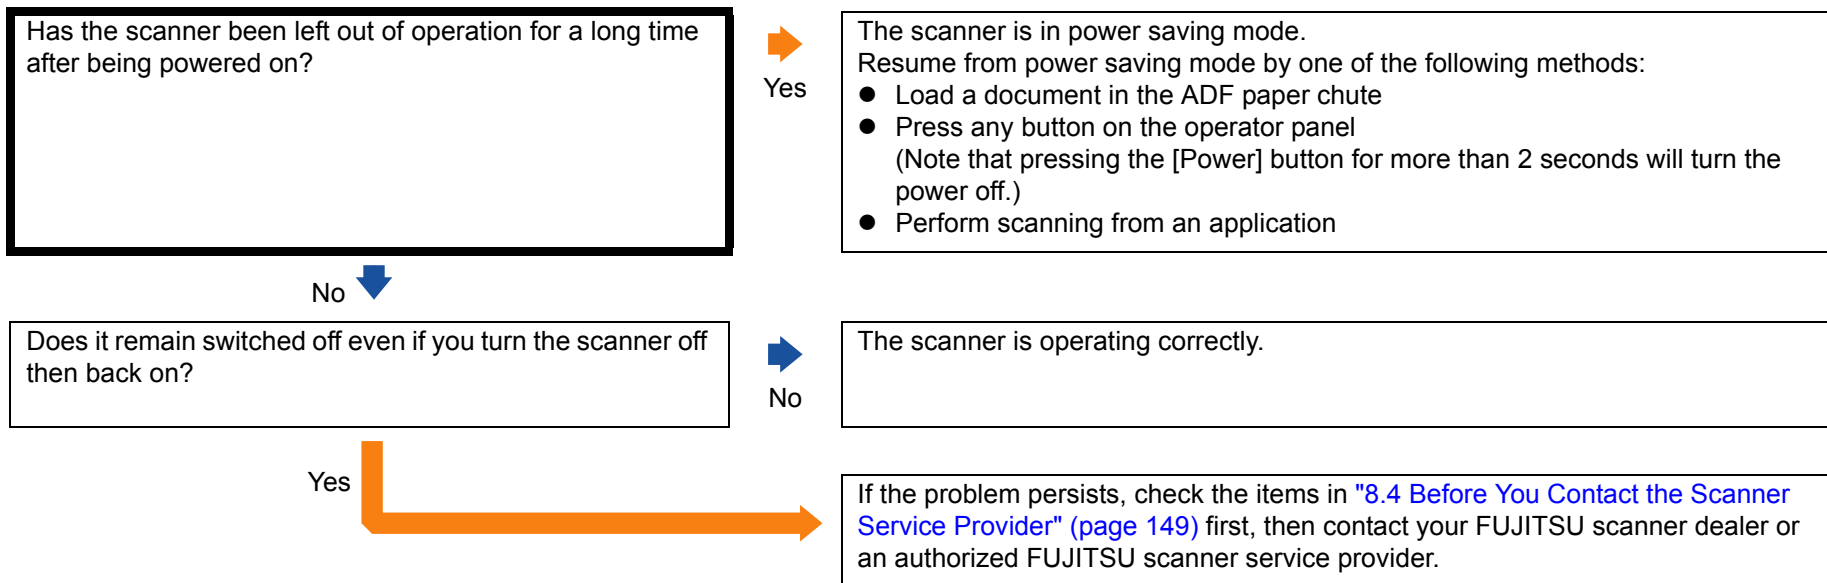 Has the scanner been left out of operation for a long time
after being powered on?
Yes
The scanner is in power saving mode.
Resume from power saving mode by one of the following methods:
● Load a document in the ADF paper chute
● Press any button on the operator panel
(Note that pressing the [Power] button for more than 2 seconds will turn the
power off.)
● Perform scanning from an application
No
Does it remain switched off even if you turn the scanner off
then back on?
No
The scanner is operating correctly.
Yes
If the problem persists, check the items in "8.4 Before You Contact the Scanner
Service Provider" (page 149) first, then contact your FUJITSU scanner dealer or
an authorized FUJITSU scanner service provider.